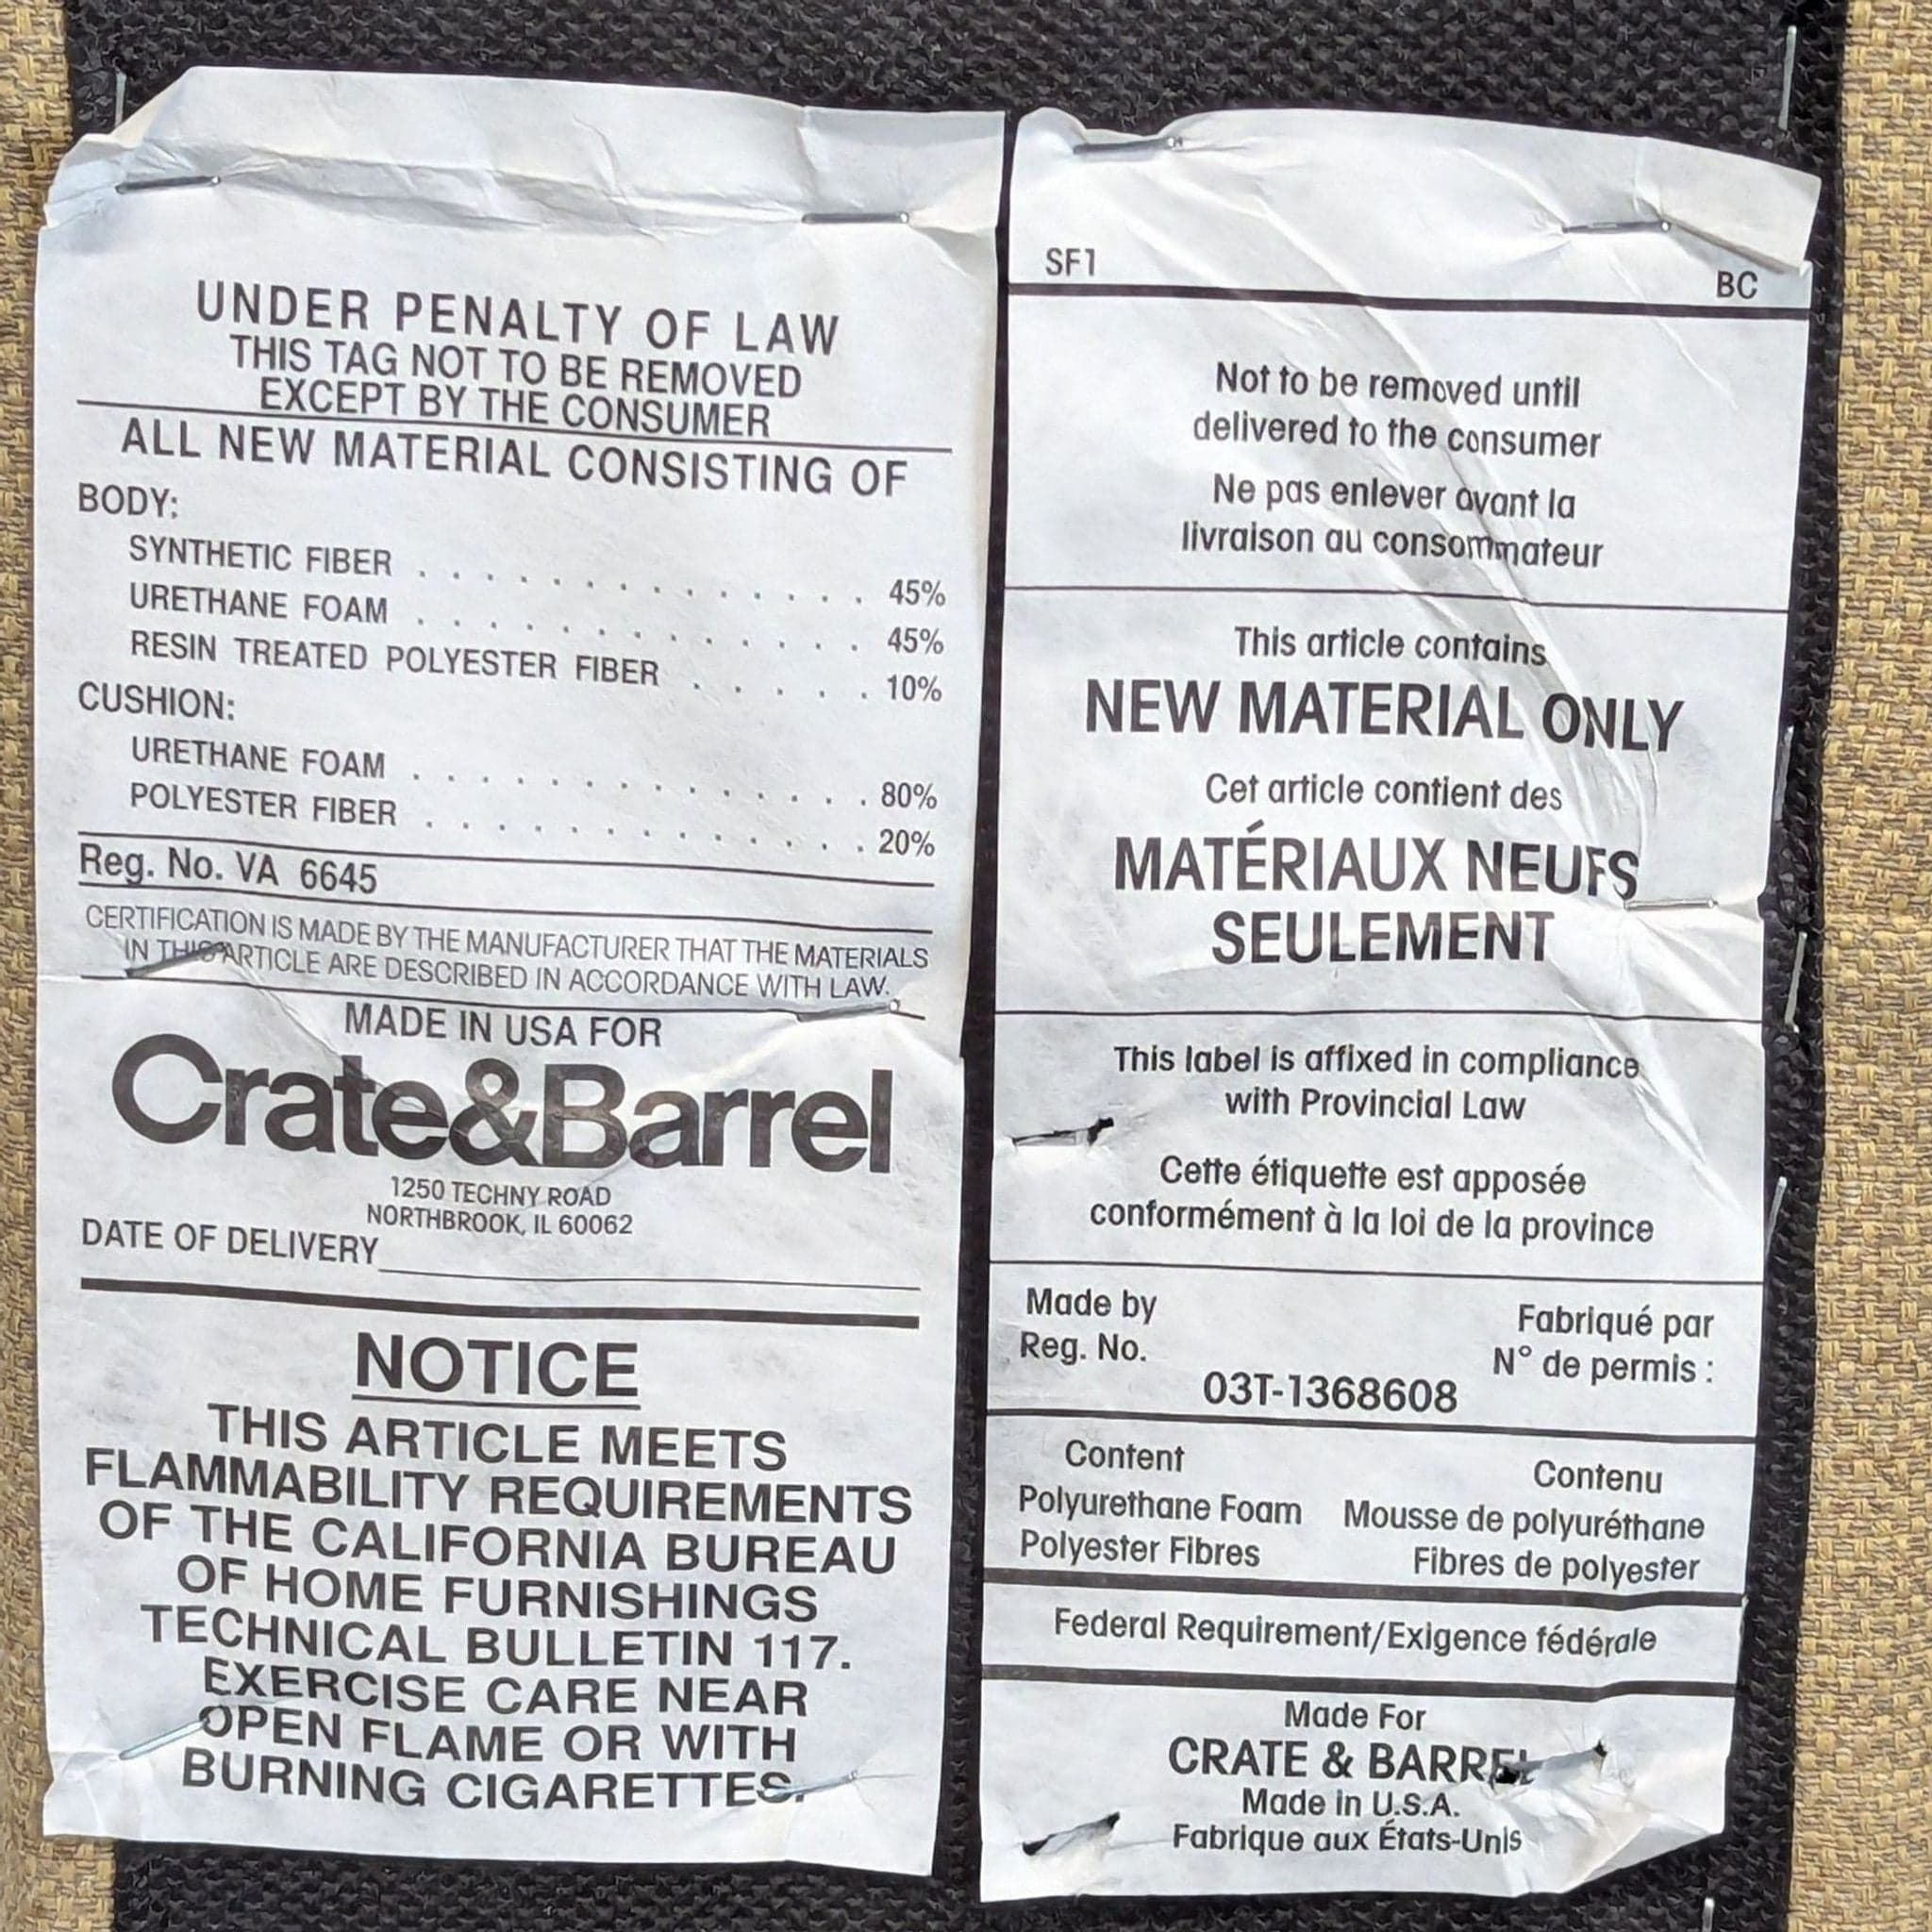 UNDER PENALTY OF LAW
THIS TAG NOT TO BE REMOVED
EXCEPT BY THE CONSUMER
ALL NEW MATERIAL CONSISTING OF
BODY:
SYNTHETIC FIBER . . . . . . . . . . . . . 45%
URETHANE FOAM . . . . . . . . . . . . . 45%
RESIN TREATED POLYESTER FIBER . . . . . . 10%
CUSHION:
URETHANE FOAM . . . . . . . . . . . . . 80%
POLYESTER FIBER . . . . . . . . . . . . . 20%
Reg. No. VA 6645
CERTIFICATION IS MADE BY THE MANUFACTURER THAT THE MATERIALS
IN THIS ARTICLE ARE DESCRIBED IN ACCORDANCE WITH LAW.
MADE IN USA FOR
Crate&Barrel
1250 TECHNY ROAD
NORTHBROOK, IL 60062
DATE OF DELIVERY
NOTICE
THIS ARTICLE MEETS
FLAMMABILITY REQUIREMENTS
OF THE CALIFORNIA BUREAU
OF HOME FURNISHINGS
TECHNICAL BULLETIN 117.
EXERCISE CARE NEAR
OPEN FLAME OR WITH
BURNING CIGARETTES.
SF1 BC
Not to be removed until
delivered to the consumer
Ne pas enlever avant la
livraison au consommateur
This article contains
NEW MATERIAL ONLY
Cet article contient des
MATÉRIAUX NEUFS
SEULEMENT
This label is affixed in compliance
with Provincial Law
Cette étiquette est apposée
conformément à la loi de la province
Made by Fabriqué par
Reg. No. N° de permis :
03T-1368608
Content Contenu
Polyurethane Foam Mousse de polyuréthane
Polyester Fibres Fibres de polyester
Federal Requirement/Exigence fédérale
Made For
CRATE & BARREL
Made in U.S.A.
Fabrique aux États-Unis